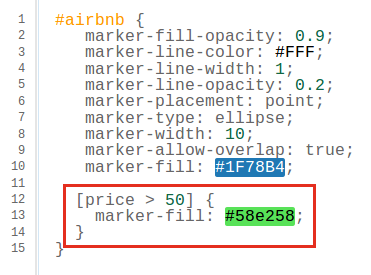 1 #airbnb {
2 marker-fill-opacity: 0.9;
3 marker-line-color: #FFF;
4 marker-line-width: 1;
5 marker-line-opacity: 0.2;
6 marker-placement: point;
7 marker-type: ellipse;
8 marker-width: 10;
9 marker-allow-overlap: true;
10 marker-fill: #1F78B4;
11
12 [price > 50] {
13 marker-fill: #58e258;
14 }
15 }